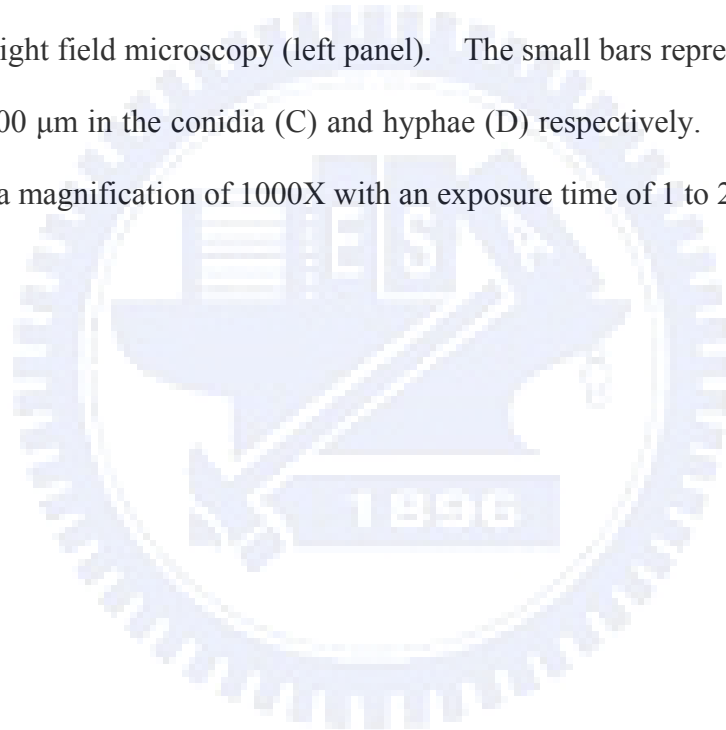 ight field microscopy (left panel). The small bars repre
00 μm in the conidia (C) and hyphae (D) respectively.
a magnification of 1000X with an exposure time of 1 to 2
E S A
1896